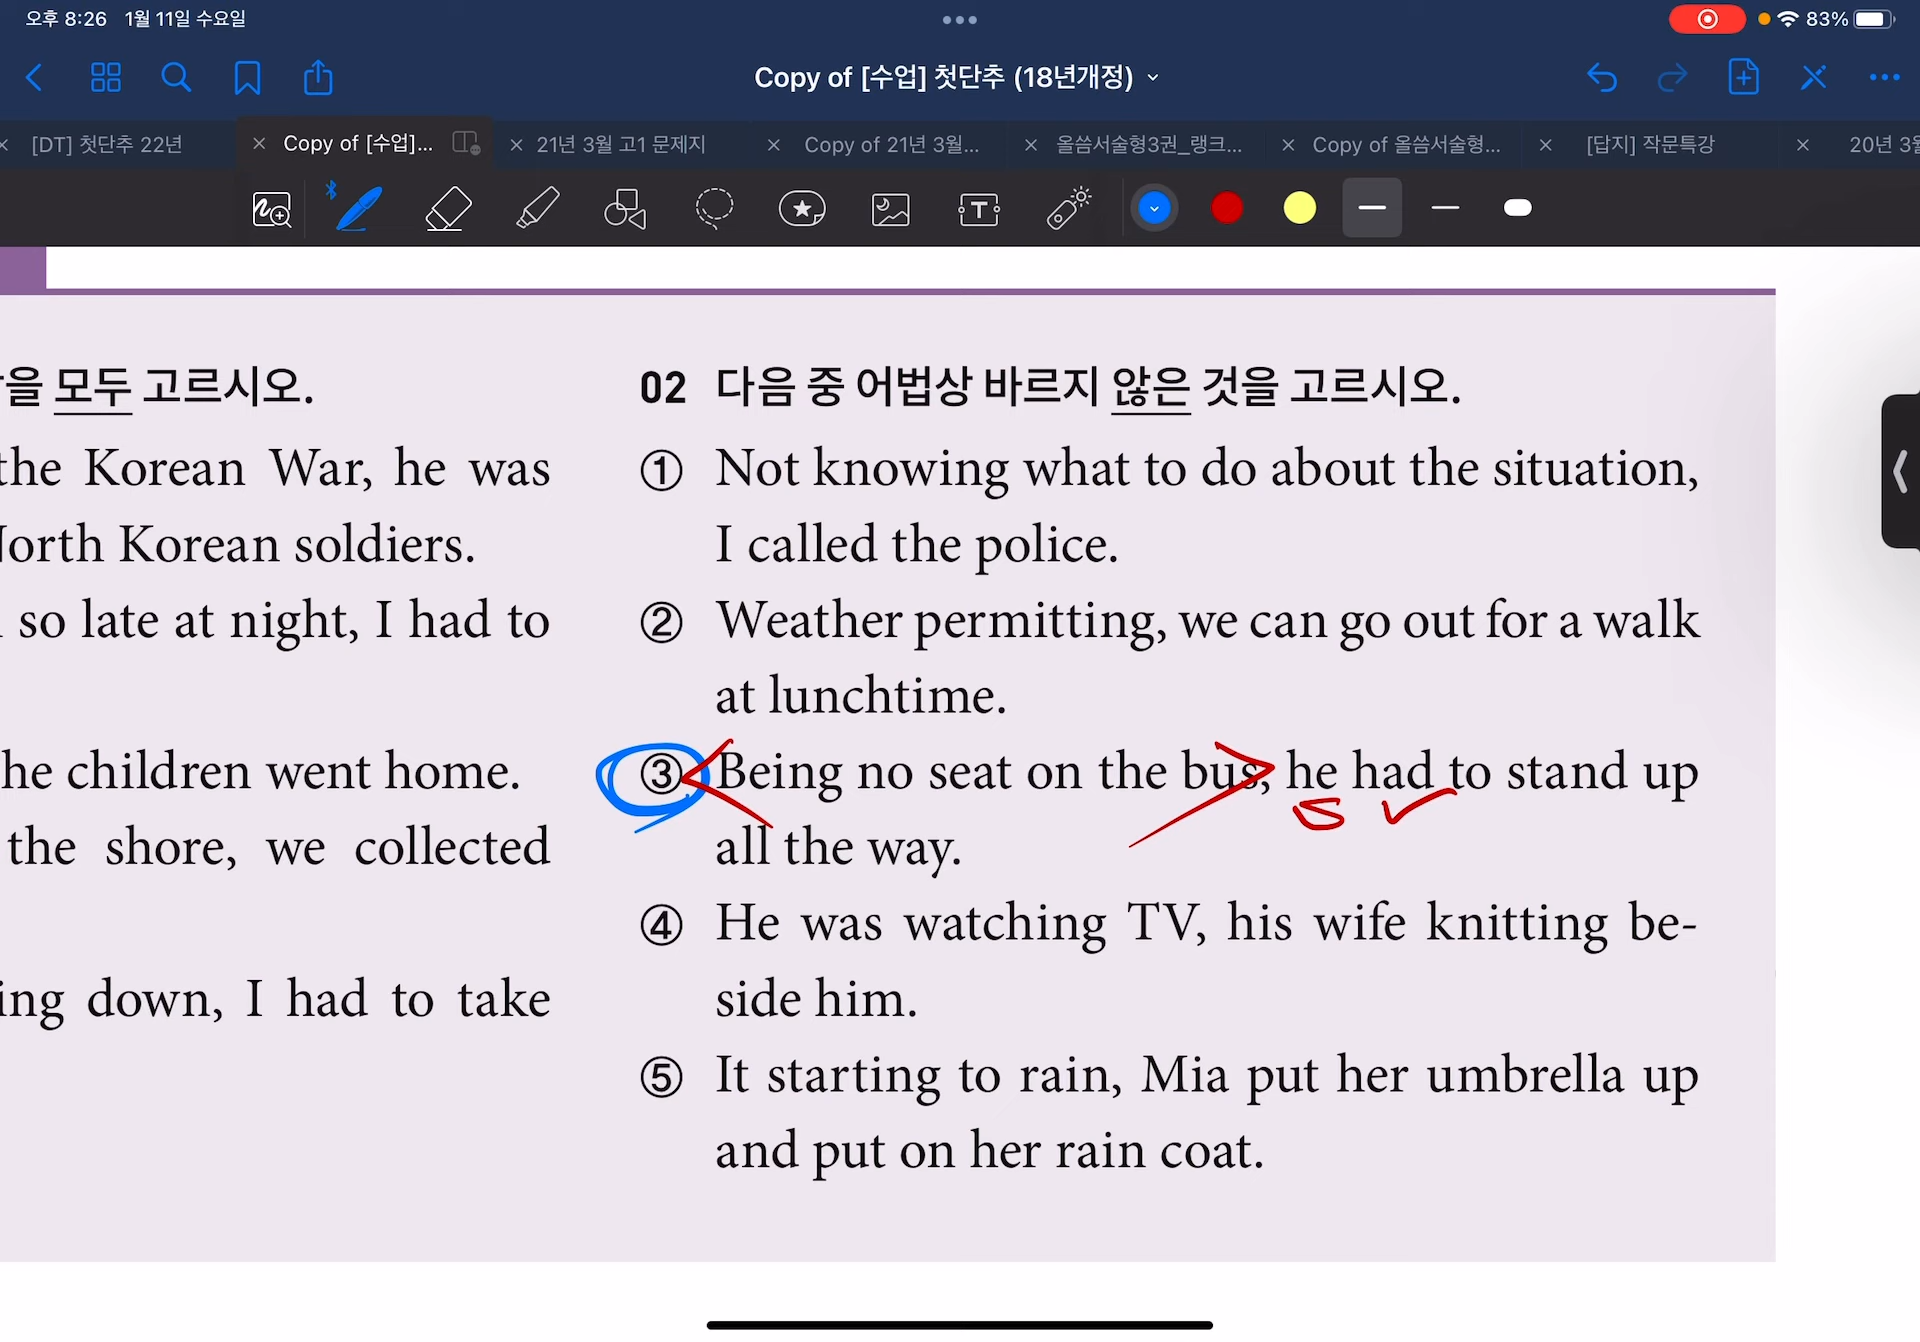 오후 8:26 1월 11일 수요일
83%
Copy of [수업] 첫단추 (18년개정)
[DT] 첫단추 22년
Copy of [수업]...
21년 3월 고1 문제지
Copy of 21년 3월...
올씀서술형3권_랭크...
Copy of 올씀서술형...
[답지] 작문특강
20년 3월
을 모두 고르시오.
the Korean War, he was
North Korean soldiers.
so late at night, I had to
he children went home.
the shore, we collected
ing down, I had to take
02 다음 중 어법상 바르지 않은 것을 고르시오.
① Not knowing what to do about the situation,
I called the police.
② Weather permitting, we can go out for a walk
at lunchtime.
③ Being no seat on the bus, he had to stand up
S
all the way.
④ He was watching TV, his wife knitting be-
side him.
⑤ It starting to rain, Mia put her umbrella up
and put on her rain coat.